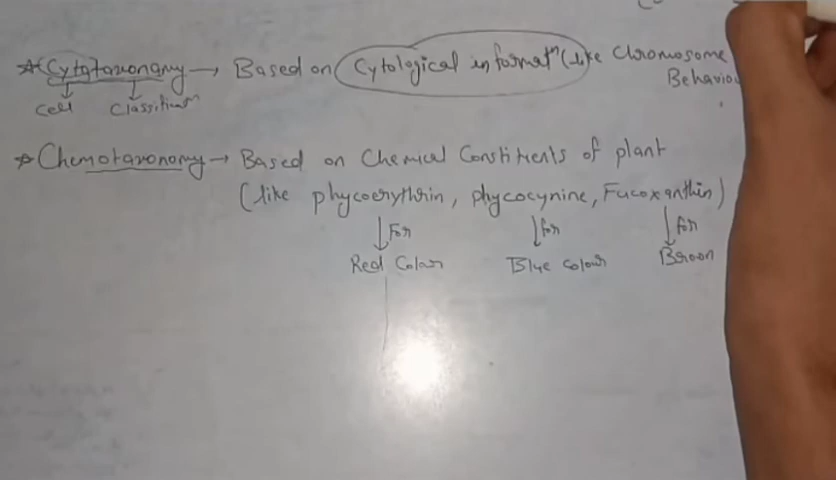 Cytotaxonomy → Based on Cytological informatn (like Chromosome
Behaviou
Cell Classificatn
Chemotaxonomy → Based on Chemical Constituents of plant
(like phycoerythrin, phycocynine, Fucoxanthin)
For for for
Red Colour Blue colour Brown